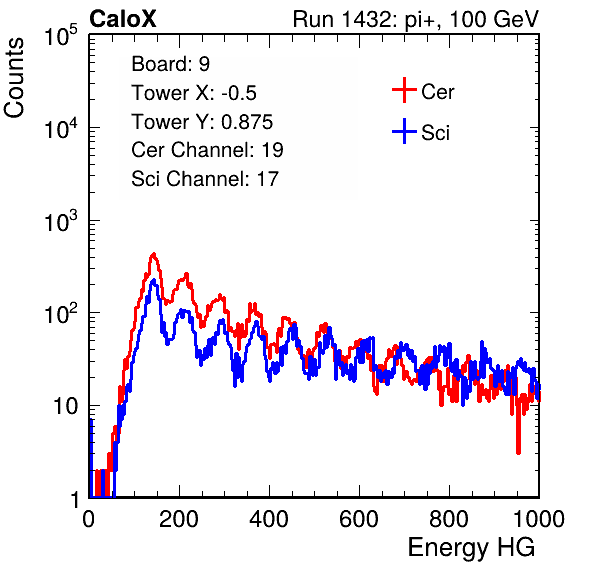 CaloX Run 1432: pi+, 100 GeV
Board: 9
Tower X: -0.5
Tower Y: 0.875
Cer Channel: 19
Sci Channel: 17
Cer
Sci
Counts
10^5
10^4
10^3
10^2
10
1
0 200 400 600 800 1000
Energy HG